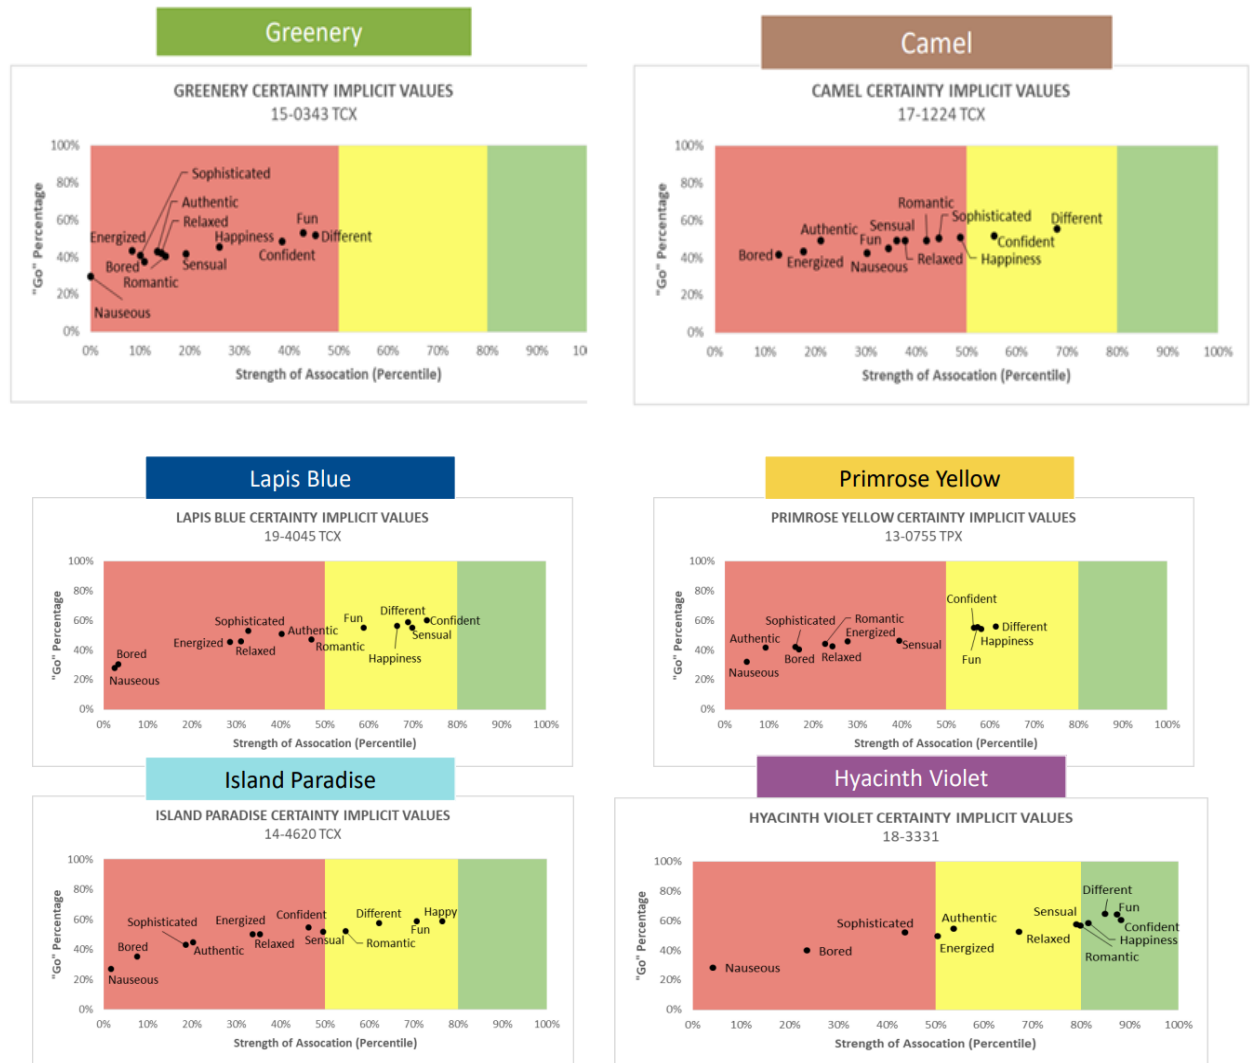 Greenery
GREENERY CERTAINTY IMPLICIT VALUES
15-0343 TCX
100%
80%
60%
40%
20%
0%
"Go" Percentage
Sophisticated
Authentic
Relaxed
Fun
Energized
Happiness
Different
Confident
Bored
Sensual
Romantic
Nauseous
0% 10% 20% 30% 40% 50% 60% 70% 80% 90% 10
Strength of Assocation (Percentile)
Camel
CAMEL CERTAINTY IMPLICIT VALUES
17-1224 TCX
100%
80%
60%
40%
20%
0%
"Go" Percentage
Romantic
Sophisticated
Different
Authentic
Sensual
Fun
Confident
Bored
Energized
Nauseous
Relaxed
Happiness
0% 10% 20% 30% 40% 50% 60% 70% 80% 90% 100%
Strength of Assocation (Percentile)
Lapis Blue
LAPIS BLUE CERTAINTY IMPLICIT VALUES
19-4045 TCX
100%
80%
60%
40%
20%
0%
"Go" Percentage
Different
Sophisticated
Fun
Confident
Authentic
Sensual
Energized
Relaxed
Romantic
Bored
Happiness
Nauseous
0% 10% 20% 30% 40% 50% 60% 70% 80% 90% 100%
Strength of Assocation (Percentile)
Primrose Yellow
PRIMROSE YELLOW CERTAINTY IMPLICIT VALUES
13-0755 TPX
100%
80%
60%
40%
20%
0%
"Go" Percentage
Confident
Sophisticated
Romantic
Different
Energized
Authentic
Happiness
Sensual
Bored
Relaxed
Fun
Nauseous
0% 10% 20% 30% 40% 50% 60% 70% 80% 90% 100%
Strength of Assocation (Percentile)
Island Paradise
ISLAND PARADISE CERTAINTY IMPLICIT VALUES
14-4620 TCX
100%
80%
60%
40%
20%
0%
"Go" Percentage
Happy
Different
Confident
Energized
Sophisticated
Fun
Sensual
Romantic
Relaxed
Authentic
Bored
Nauseous
0% 10% 20% 30% 40% 50% 60% 70% 80% 90% 100%
Strength of Assocation (Percentile)
Hyacinth Violet
HYACINTH VIOLET CERTAINTY IMPLICIT VALUES
18-3331
100%
80%
60%
40%
20%
0%
"Go" Percentage
Different
Fun
Sensual
Authentic
Sophisticated
Confident
Happiness
Relaxed
Energized
Bored
Romantic
Nauseous
0% 10% 20% 30% 40% 50% 60% 70% 80% 90% 100%
Strength of Assocation (Percentile)